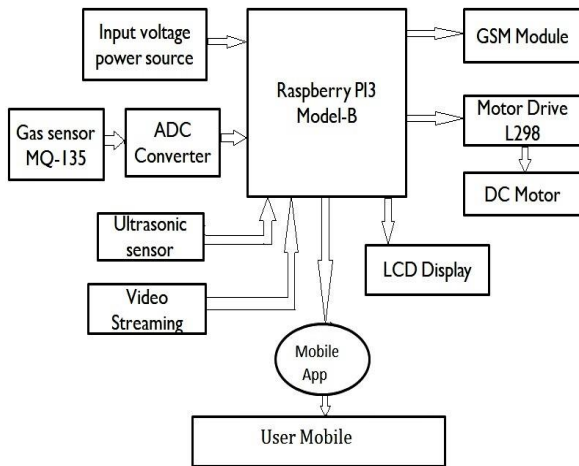 Input voltage
power source
GSM Module
Raspberry PI3
Model-B
Gas sensor
MQ-135
ADC
Converter
Motor Drive
L298
DC Motor
Ultrasonic
sensor
LCD Display
Video
Streaming
Mobile
App
User Mobile